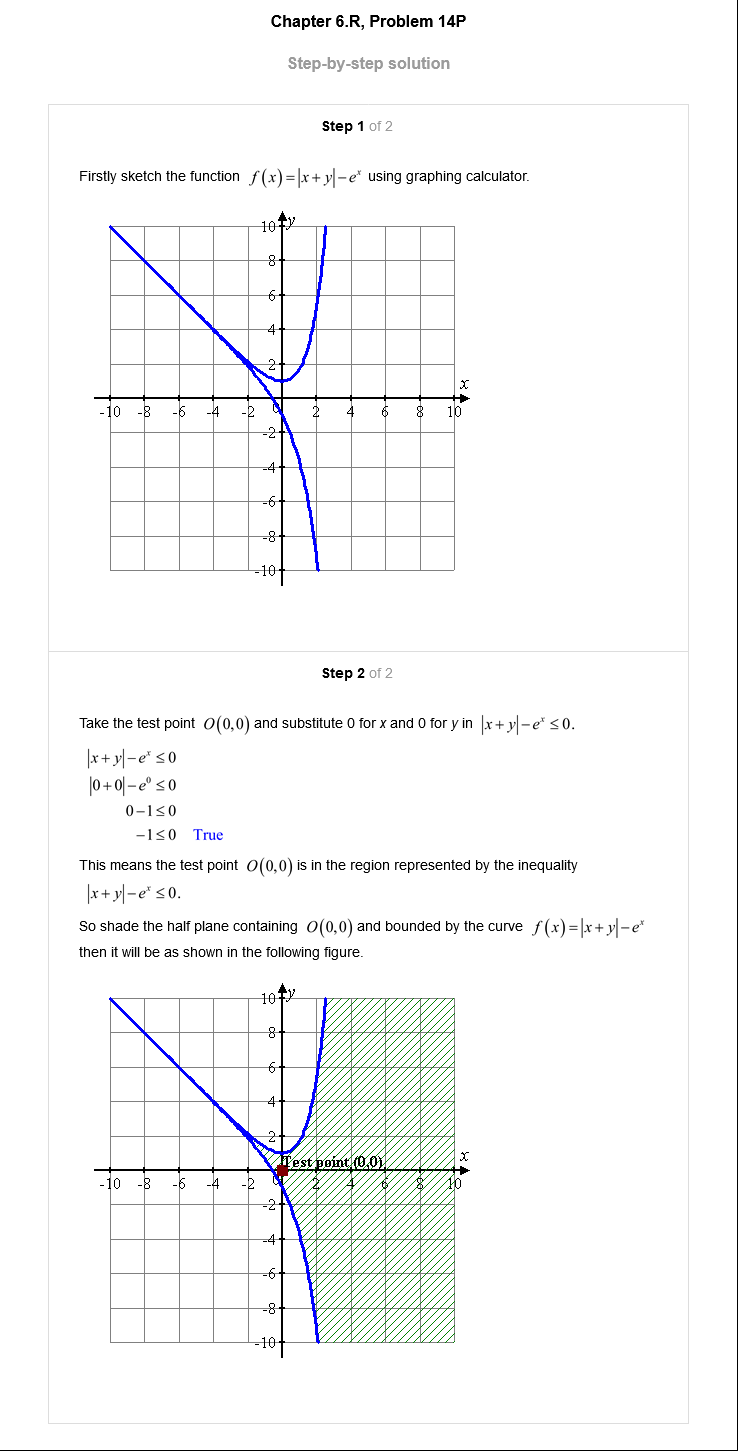 Chapter 6.R, Problem 14P
Step-by-step solution
Step 1 of 2
Firstly sketch the function f(x)=|x+y|−eˣ using graphing calculator.
y
10
8
6
4
2
x
-10 -8 -6 -4 -2 0 2 4 6 8 10
-2
-4
-6
-8
-10
Step 2 of 2
Take the test point O(0,0) and substitute 0 for x and 0 for y in |x+y|−eˣ ≤0.
|x+y|−eˣ ≤0
|0+0|−e⁰ ≤0
0−1≤0
−1≤0 True
This means the test point O(0,0) is in the region represented by the inequality
|x+y|−eˣ ≤0.
So shade the half plane containing O(0,0) and bounded by the curve f(x)=|x+y|−eˣ
then it will be as shown in the following figure.
y
10
8
6
4
2
Test point (0,0)
x
-10 -8 -6 -4 -2 0 2 4 6 8 10
-2
-4
-6
-8
-10